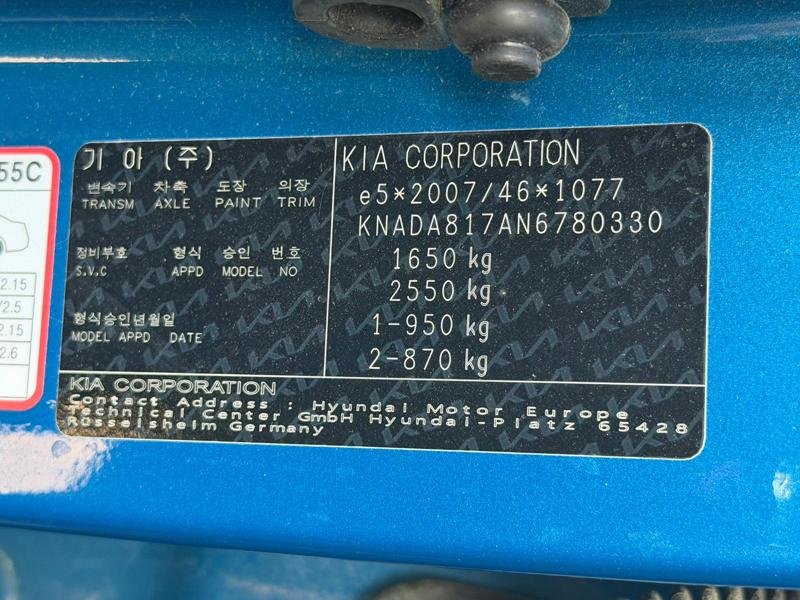 기 아 (주)
변속기 차축 도장 의장
TRANSM AXLE PAINT TRIM
정비부호 형식 승인 번호
S.V.C APPD MODEL NO
형식승인년월일
MODEL APPD DATE
KIA CORPORATION
e5*2007/46*1077
KNADA817AN6780330
1650 kg
2550 kg
1-950 kg
2-870 kg
KIA CORPORATION
Contact Address : Hyundai Motor Europe
Technical Center GmbH Hyundai-Platz 65428
Rüsselsheim Germany
55C
2.15
/2.5
2.15
2.6